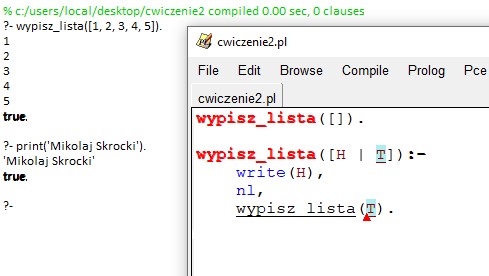 % c:/users/local/desktop/cwiczenie2 compiled 0.00 sec, 0 clauses
?- wypisz_lista([1, 2, 3, 4, 5]).
1
2
3
4
5
true.
?- print('Mikolaj Skrocki').
'Mikolaj Skrocki'
true.
?-
cwiczenie2.pl
File Edit Browse Compile Prolog Pce
cwiczenie2.pl
wypisz_lista([]).
wypisz_lista([H | T]):-
write(H),
nl,
wypisz_lista(T).